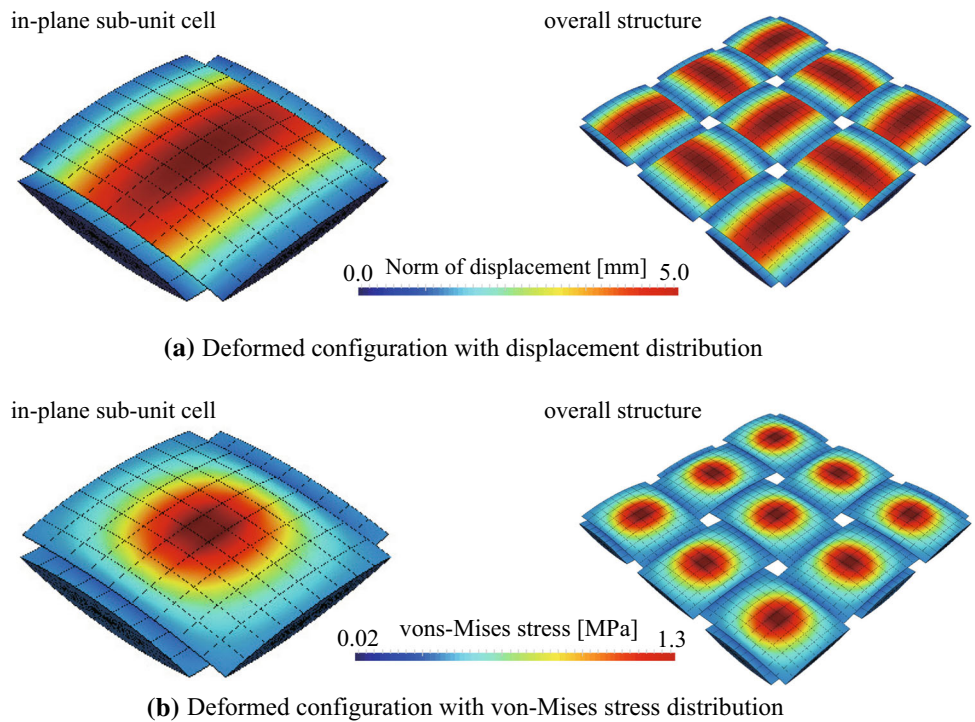 in-plane sub-unit cell
overall structure
0.0 Norm of displacement [mm] 5.0
(a) Deformed configuration with displacement distribution
in-plane sub-unit cell
overall structure
0.02 vons-Mises stress [MPa] 1.3
(b) Deformed configuration with von-Mises stress distribution